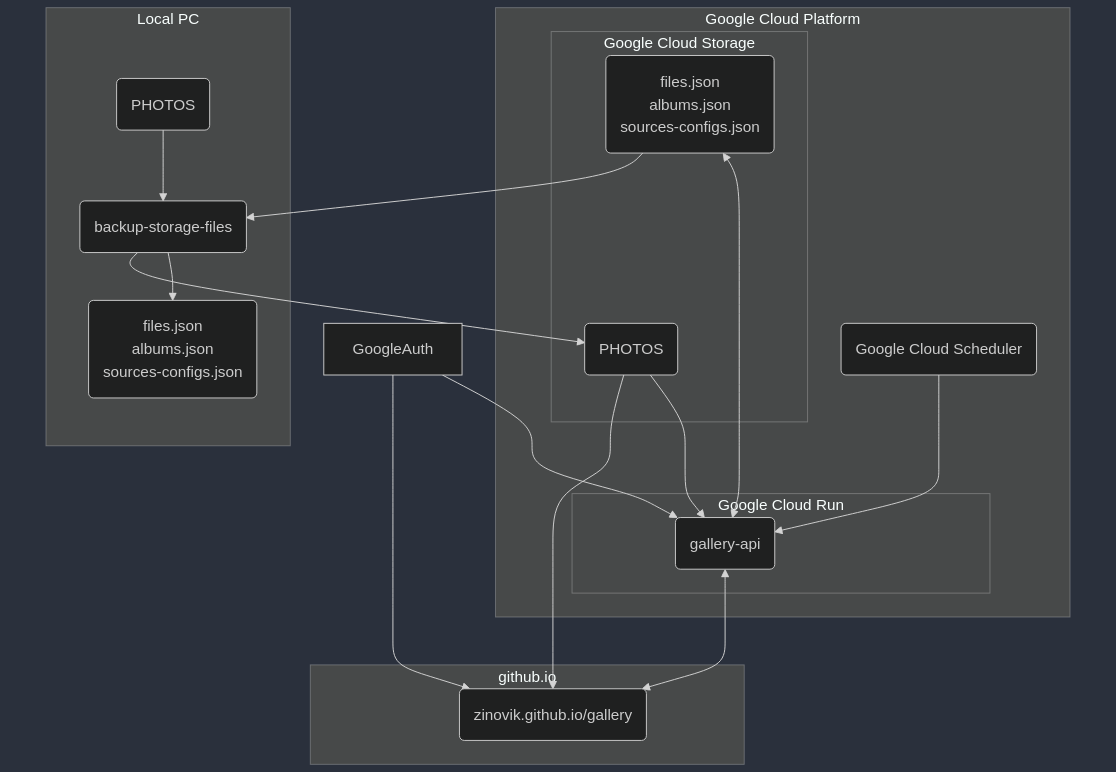 Local PC
PHOTOS
backup-storage-files
files.json
albums.json
sources-configs.json
GoogleAuth
Google Cloud Platform
Google Cloud Storage
files.json
albums.json
sources-configs.json
PHOTOS
Google Cloud Scheduler
Google Cloud Run
gallery-api
github.io
zinovik.github.io/gallery